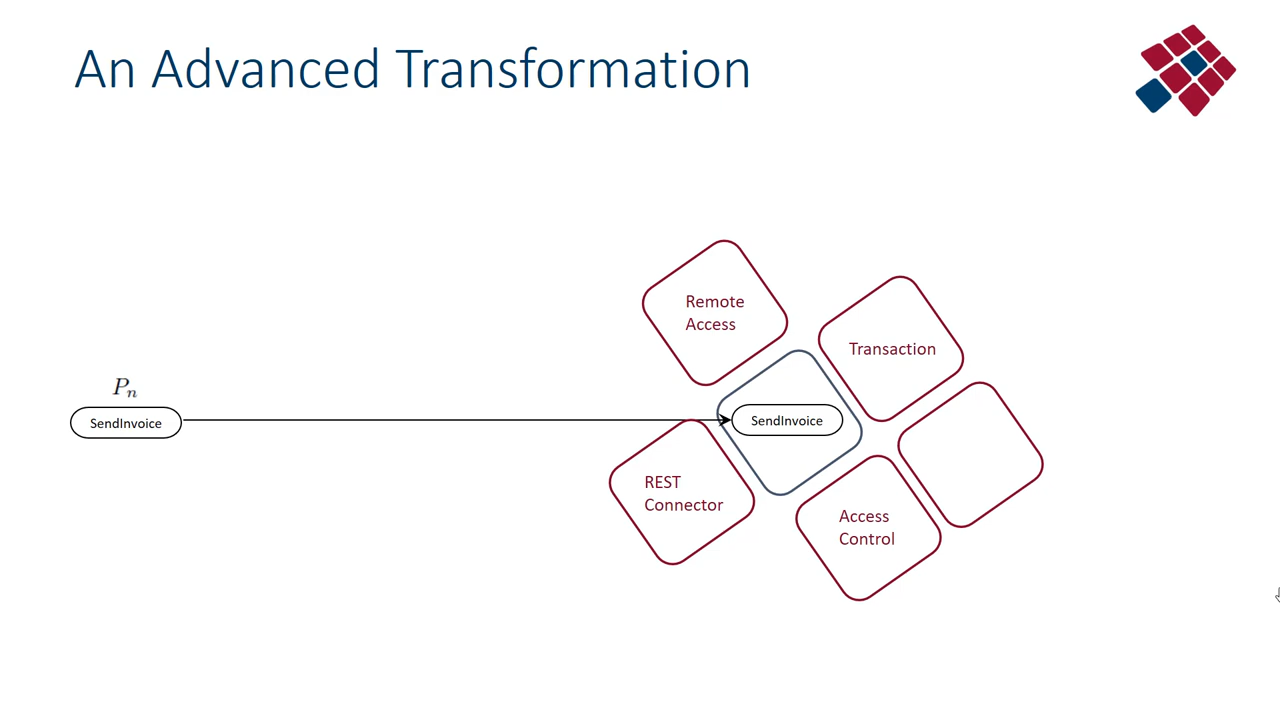 An Advanced Transformation
Remote
Access
Transaction
Pn
SendInvoice
SendInvoice
REST
Connector
Access
Control